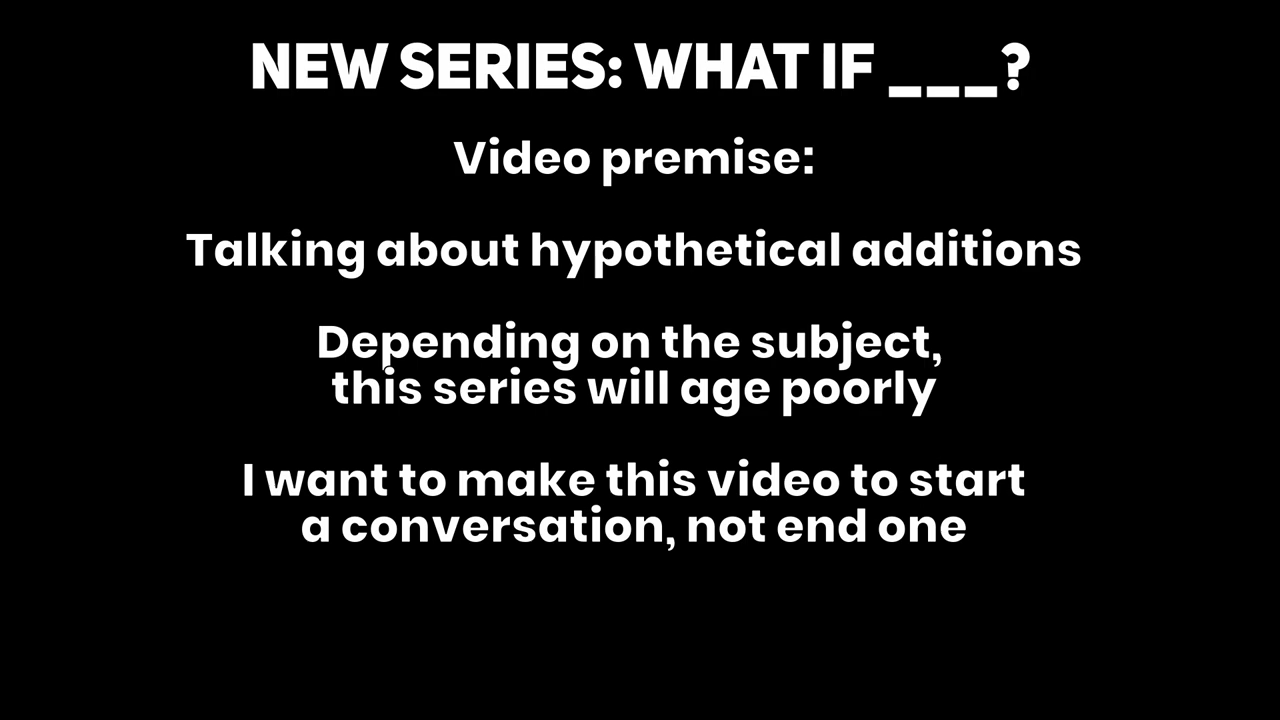 NEW SERIES: WHAT IF ___?
Video premise:
Talking about hypothetical additions
Depending on the subject,
this series will age poorly
I want to make this video to start
a conversation, not end one